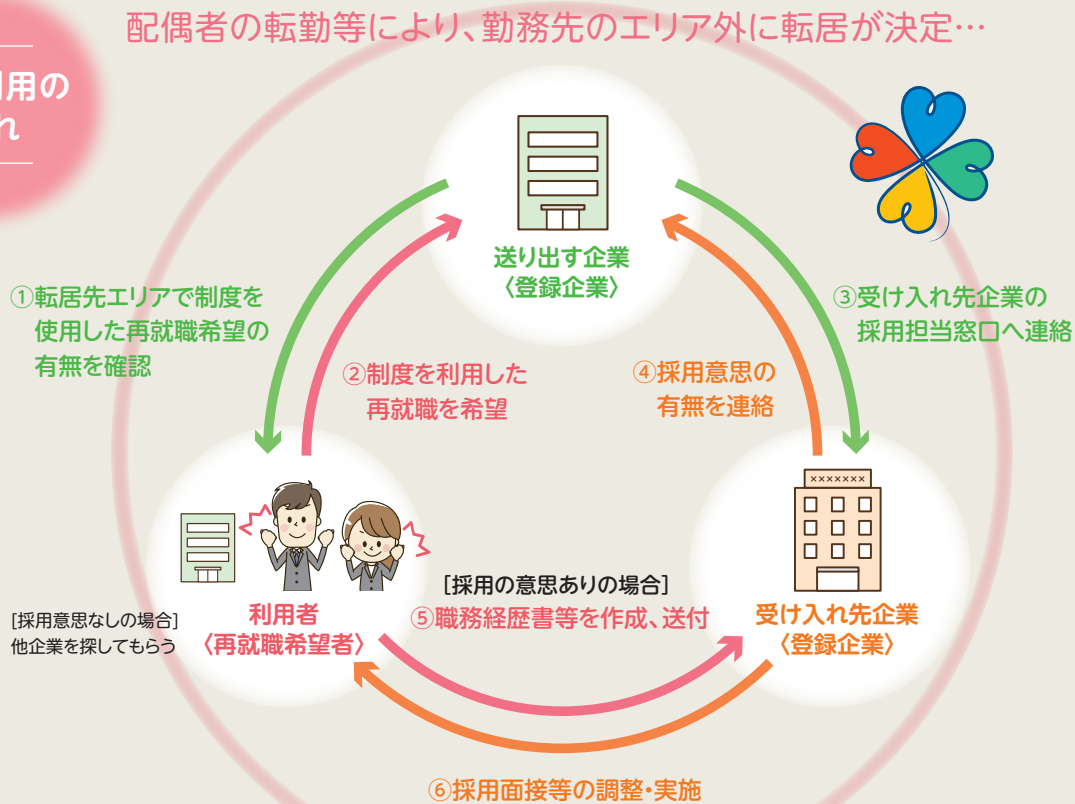 配偶者の転勤等により、勤務先のエリア外に転居が決定…
用の
れ
送り出す企業
〈登録企業〉
①転居先エリアで制度を
使用した再就職希望の
有無を確認
②制度を利用した
再就職を希望
③受け入れ先企業の
採用担当窓口へ連絡
④採用意思の
有無を連絡
[採用意思なしの場合]
他企業を探してもらう
利用者
〈再就職希望者〉
[採用の意思ありの場合]
⑤職務経歴書等を作成、送付
受け入れ先企業
〈登録企業〉
⑥採用面接等の調整・実施